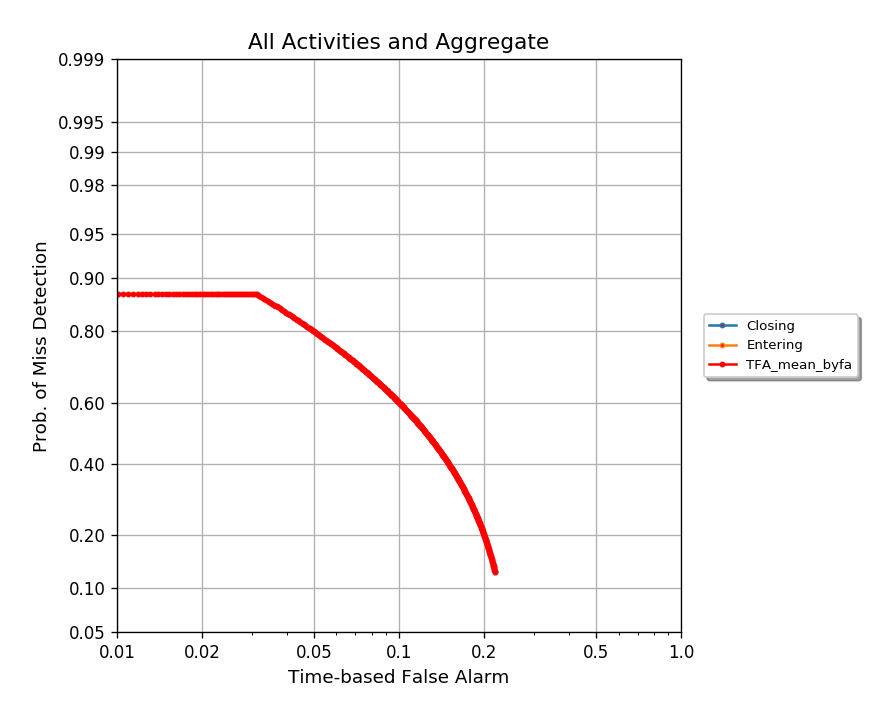 All Activities and Aggregate
0.999
0.995
0.99
0.98
0.95
0.90
0.80
0.60
0.40
0.20
0.10
0.05
Prob. of Miss Detection
0.01 0.02 0.05 0.1 0.2 0.5 1.0
Time-based False Alarm
Closing
Entering
TFA_mean_byfa